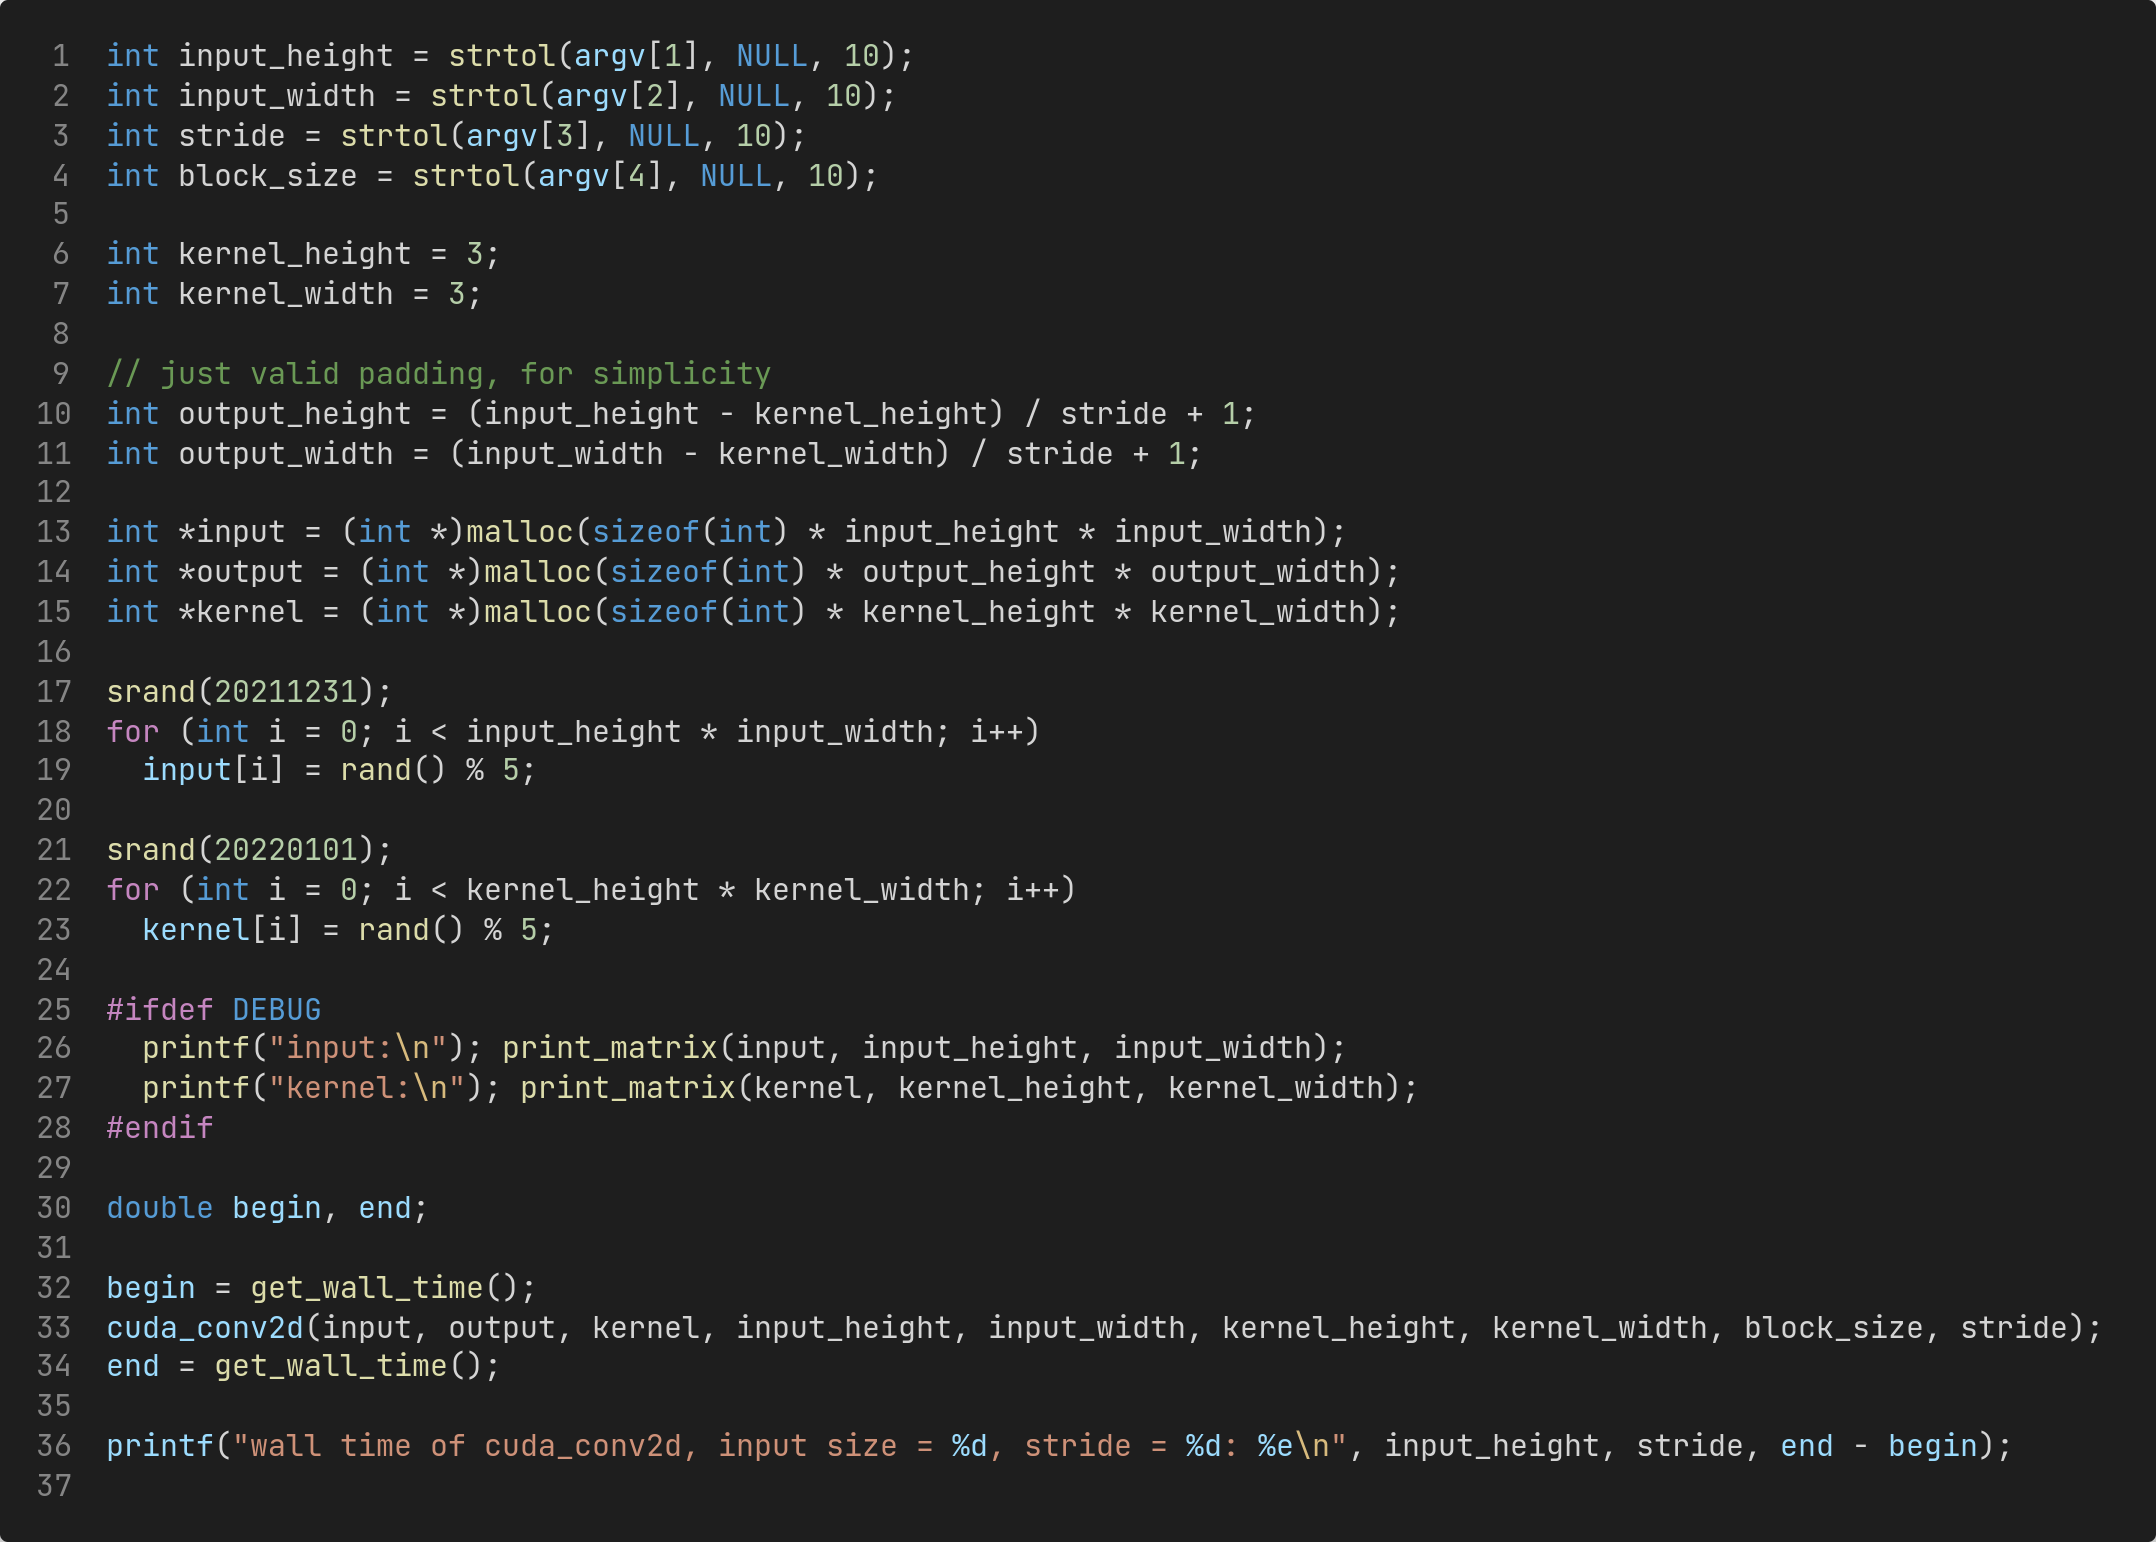 1 int input_height = strtol(argv[1], NULL, 10);
2 int input_width = strtol(argv[2], NULL, 10);
3 int stride = strtol(argv[3], NULL, 10);
4 int block_size = strtol(argv[4], NULL, 10);
5
6 int kernel_height = 3;
7 int kernel_width = 3;
8
9 // just valid padding, for simplicity
10 int output_height = (input_height - kernel_height) / stride + 1;
11 int output_width = (input_width - kernel_width) / stride + 1;
12
13 int *input = (int *)malloc(sizeof(int) * input_height * input_width);
14 int *output = (int *)malloc(sizeof(int) * output_height * output_width);
15 int *kernel = (int *)malloc(sizeof(int) * kernel_height * kernel_width);
16
17 srand(20211231);
18 for (int i = 0; i < input_height * input_width; i++)
19   input[i] = rand() % 5;
20
21 srand(20220101);
22 for (int i = 0; i < kernel_height * kernel_width; i++)
23   kernel[i] = rand() % 5;
24
25 #ifdef DEBUG
26   printf("input:\n"); print_matrix(input, input_height, input_width);
27   printf("kernel:\n"); print_matrix(kernel, kernel_height, kernel_width);
28 #endif
29
30 double begin, end;
31
32 begin = get_wall_time();
33 cuda_conv2d(input, output, kernel, input_height, input_width, kernel_height, kernel_width, block_size, stride);
34 end = get_wall_time();
35
36 printf("wall time of cuda_conv2d, input size = %d, stride = %d: %e\n", input_height, stride, end - begin);
37